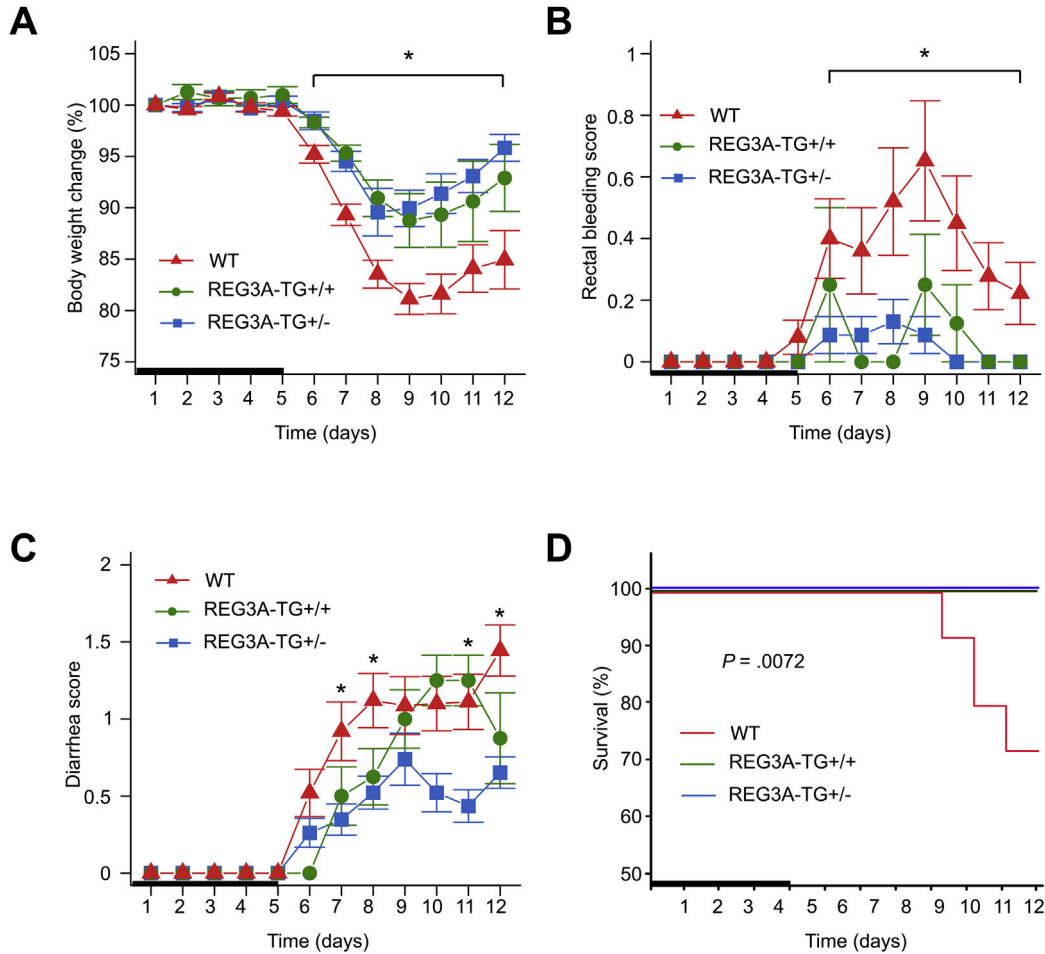 A
Body weight change (%)
105
100
95
90
85
80
75
*
WT
REG3A-TG+/+
REG3A-TG+/-
1 2 3 4 5 6 7 8 9 10 11 12
Time (days)
B
Rectal bleeding score
1
0.8
0.6
0.4
0.2
0
*
WT
REG3A-TG+/+
REG3A-TG+/-
1 2 3 4 5 6 7 8 9 10 11 12
Time (days)
C
Diarrhea score
2
1.5
1
0.5
0
WT
REG3A-TG+/+
REG3A-TG+/-
* * * *
1 2 3 4 5 6 7 8 9 10 11 12
Time (days)
D
Survival (%)
100
90
80
70
60
50
P = .0072
WT
REG3A-TG+/+
REG3A-TG+/-
1 2 3 4 5 6 7 8 9 10 11 12
Time (days)